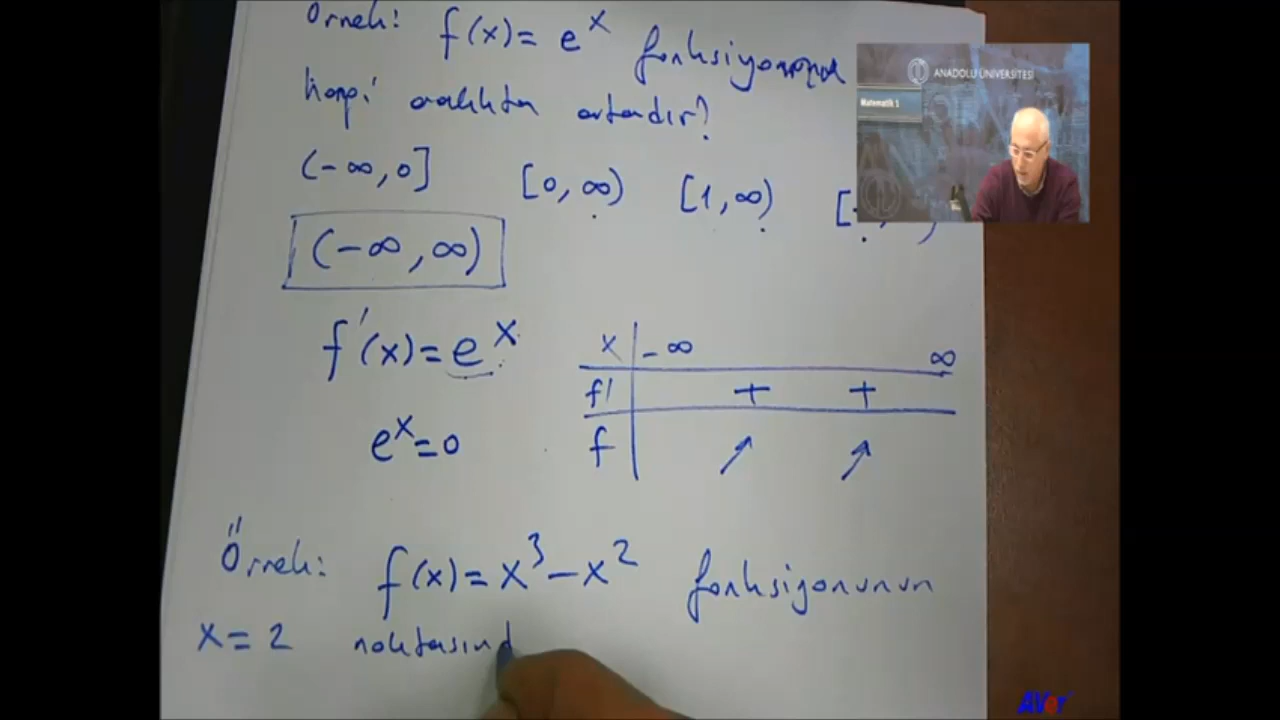 Örnek: f(x) = e^x fonksiyonu
hangi aralıkta artandır?
(-∞, 0] [0, ∞) [1, ∞) [-
(-∞, ∞)
f'(x) = e^x
e^x = 0
x -∞ ∞
f' + +
f ↗ ↗
Örnek: f(x) = x³ - x² fonksiyonunun
x = 2 noktasınd
ANADOLU ÜNİVERSİTESİ
Matematik 1
AVer